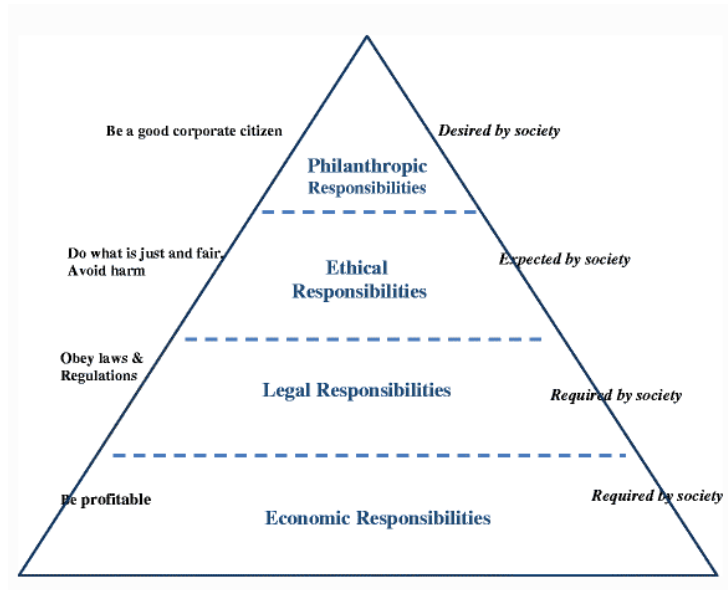 Be a good corporate citizen
Desired by society
Philanthropic
Responsibilities
Do what is just and fair,
Avoid harm
Expected by society
Ethical
Responsibilities
Obey laws &
Regulations
Legal Responsibilities
Required by society
Be profitable
Required by society
Economic Responsibilities